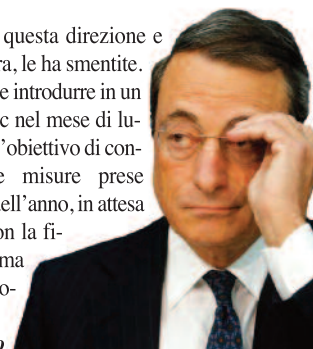 questa direzione e
ra, le ha smentite.
e introdurre in un
c nel mese di lu-
’obiettivo di con-
e misure prese
ell’anno, in attesa
on la fi-
ma
o-